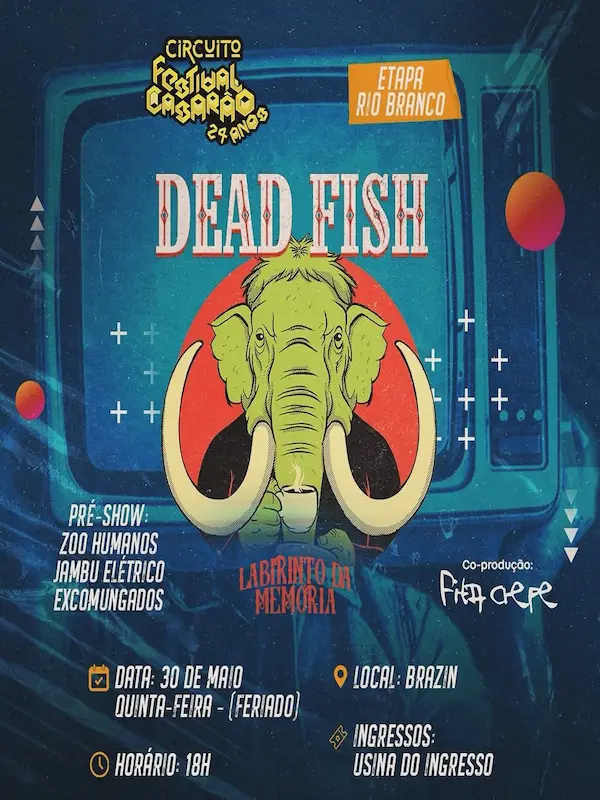 CIRCUITO
FESTIVAL
CASARÃO
24 ANOS
ETAPA
RIO BRANCO
DEAD FISH
PRÉ-SHOW:
ZOO HUMANOS
JAMBU ELÉTRICO
EXCOMUNGADOS
LABIRINTO DA
MEMÓRIA
Co-produção:
FITA CREPE
DATA: 30 DE MAIO
QUINTA-FEIRA - (FERIADO)
HORÁRIO: 18H
LOCAL: BRAZIN
INGRESSOS:
USINA DO INGRESSO